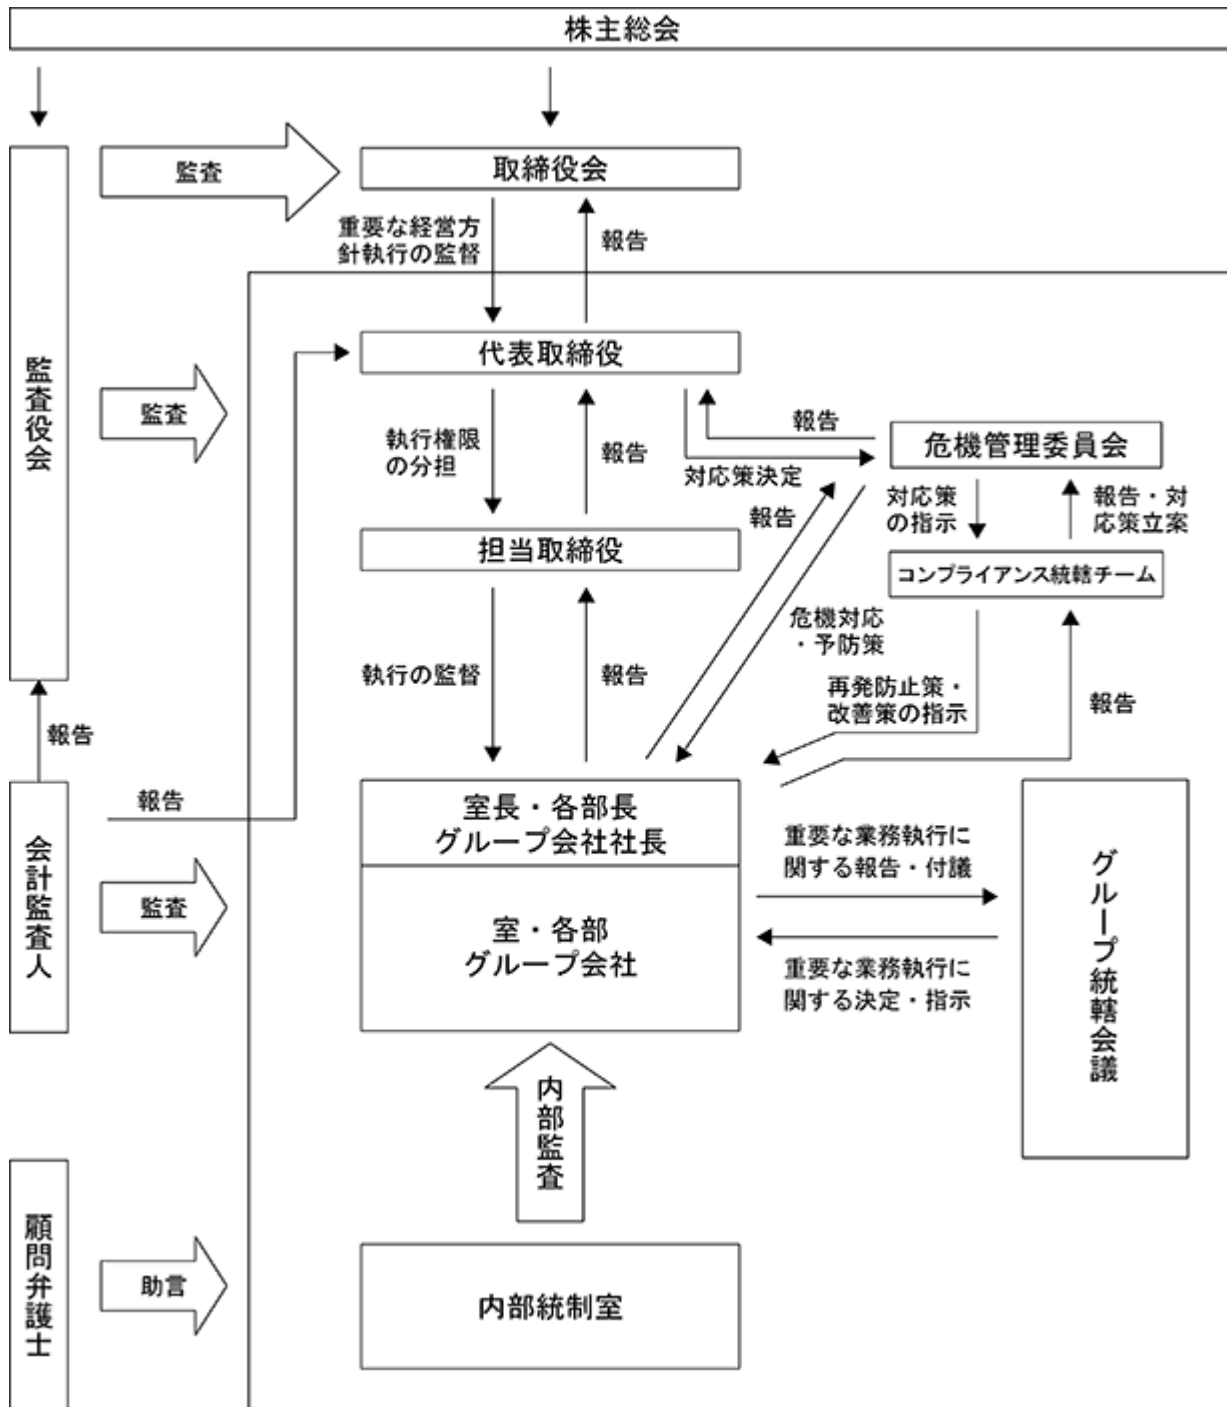 株主総会
監査
取締役会
重要な経営方
針執行の監督
報告
監査役会
代表取締役
監査
執行権限
の分担
報告
報告
対応策決定
危機管理委員会
報告
対応策
の指示
報告・対
応策立案
担当取締役
コンプライアンス統轄チーム
執行の監督
報告
危機対応
・予防策
再発防止策・
改善策の指示
報告
報告
報告
会計監査人
監査
室長・各部長
グループ会社社長
室・各部
グループ会社
重要な業務執行に
関する報告・付議
重要な業務執行に
関する決定・指示
グループ統轄会議
内部監査
顧問弁護士
助言
内部統制室